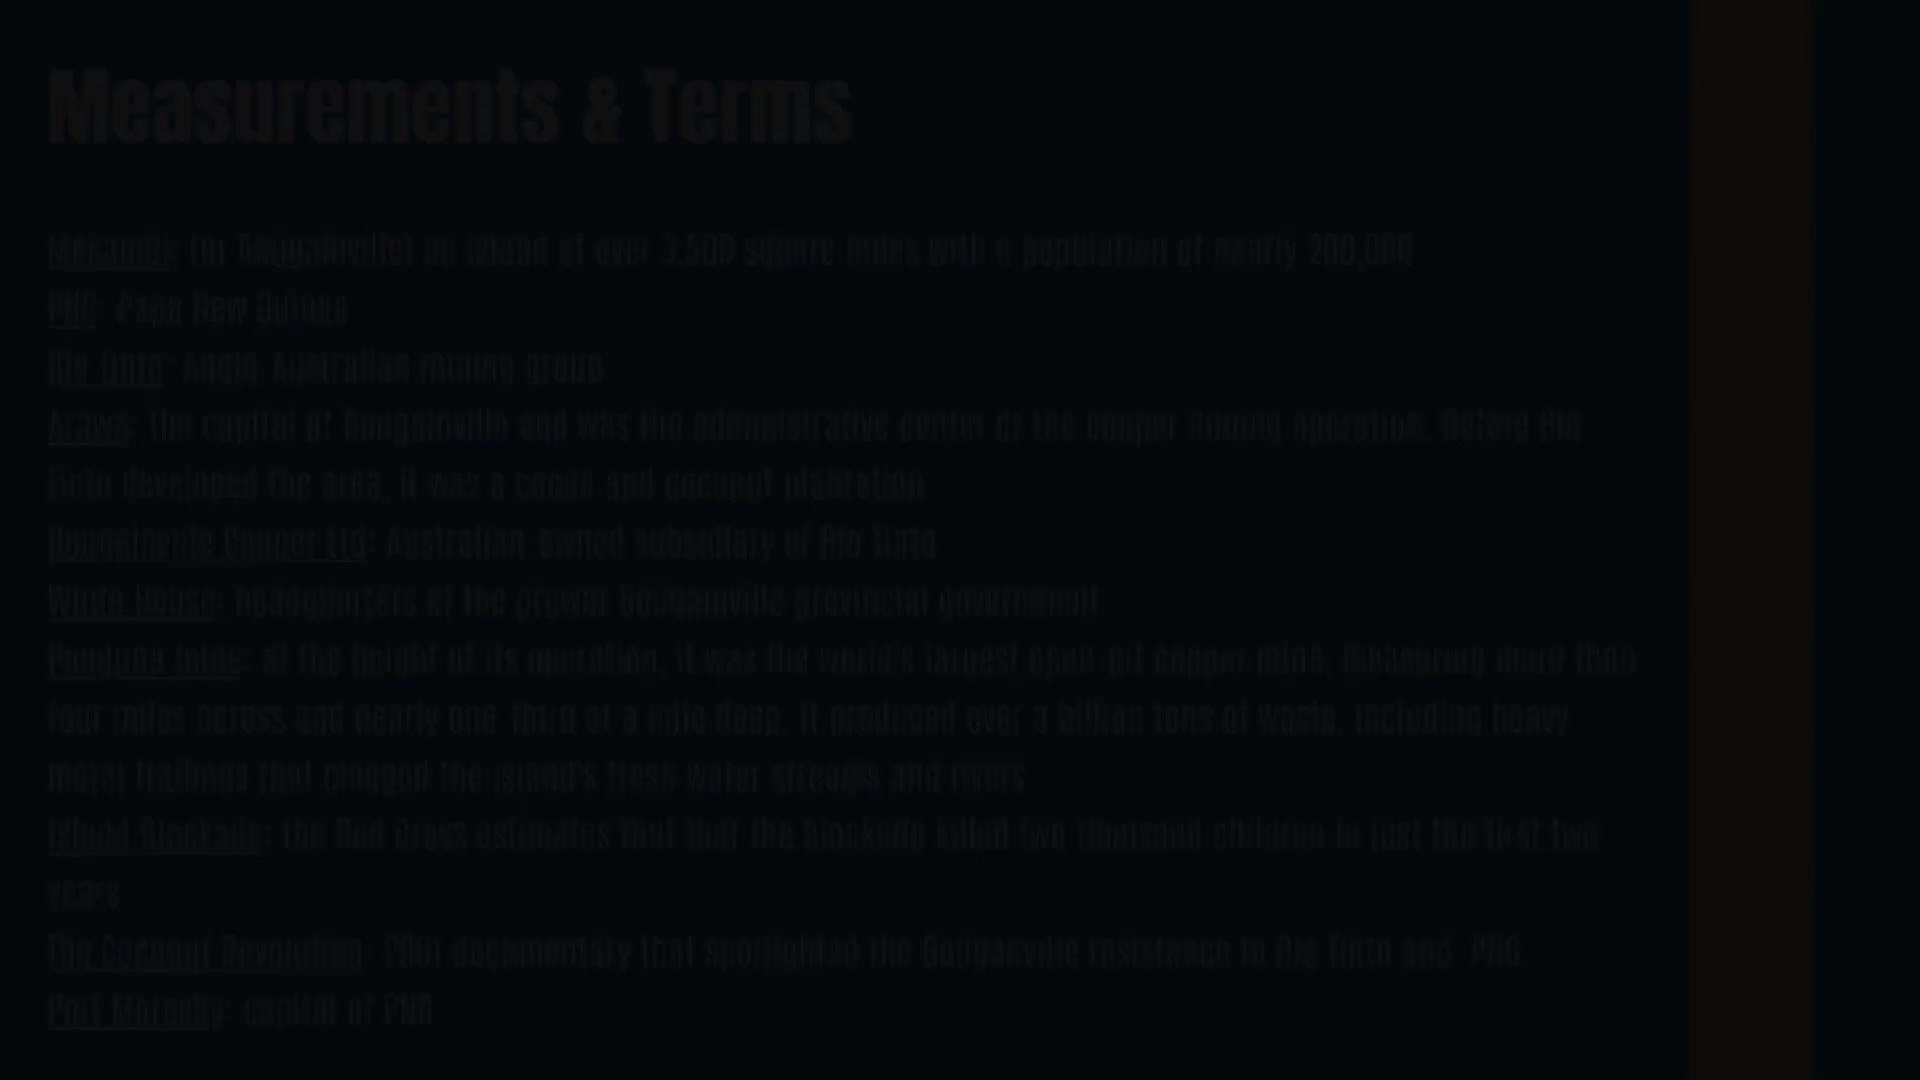 Measurements & Terms
Mekamui: (or Bougainville) an island of over 3,500 square miles with a population of nearly 200,000
PNG: Papa New Guinea
Rio Tinto: Anglo-Australian mining group
Arawa: the capital of Bougainville and was the administrative center of the copper mining operation. Before Rio
Tinto developed the area, it was a cocoa and coconut plantation
Bougainville Copper Ltd: Australian-owned subsidiary of Rio Tinto
White House: headquarters of the prewar Bougainville provincial government
Panguna mine: at the height of its operation, it was the world's largest open-pit copper mine, measuring more than
four miles across and nearly one-third of a mile deep. It produced over a billion tons of waste, including heavy
metal trailings that clogged the island's fresh water streams and rivers
Island Blockade: the Red Cross estimates that that the blockade killed two thousand children in just the first two
years
The Coconut Revolution: 2001 documentary that spotlighted the Bougainville resistance to Rio Tinto and PNG
Port Moresby: capital of PNG